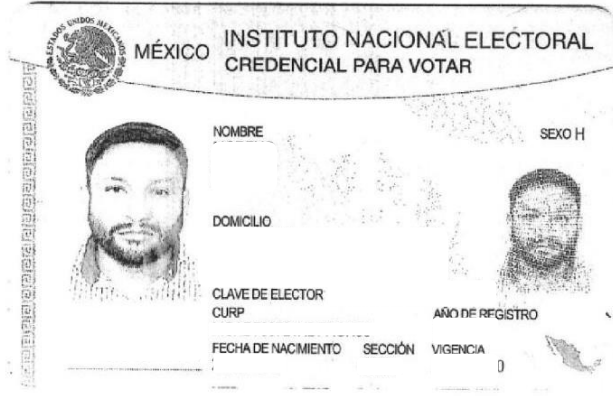 ESTADOS UNIDOS MEXICANOS
MÉXICO
INSTITUTO NACIONAL ELECTORAL
CREDENCIAL PARA VOTAR
NOMBRE
SEXO H
DOMICILIO
CLAVE DE ELECTOR
CURP
AÑO DE REGISTRO
FECHA DE NACIMIENTO SECCIÓN VIGENCIA